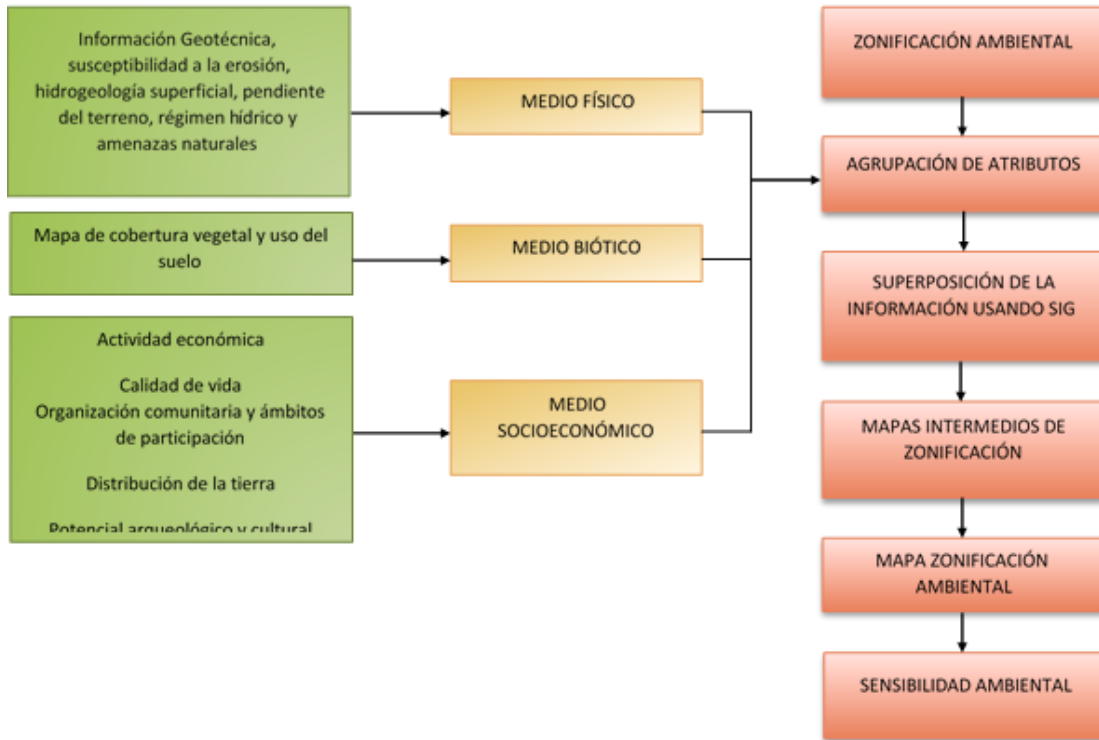 Información Geotécnica,
susceptibilidad a la erosión,
hidrogeología superficial, pendiente
del terreno, régimen hídrico y
amenazas naturales
MEDIO FÍSICO
Mapa de cobertura vegetal y uso del
suelo
MEDIO BIÓTICO
Actividad económica
Calidad de vida
Organización comunitaria y ámbitos
de participación
Distribución de la tierra
Potencial arqueológico y cultural
MEDIO
SOCIOECONÓMICO
ZONIFICACIÓN AMBIENTAL
AGRUPACIÓN DE ATRIBUTOS
SUPERPOSICIÓN DE LA
INFORMACIÓN USANDO SIG
MAPAS INTERMEDIOS DE
ZONIFICACIÓN
MAPA ZONIFICACIÓN
AMBIENTAL
SENSIBILIDAD AMBIENTAL